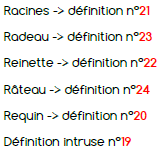 Racines -> définition n°21
Radeau -> définition n°23
Reinette -> définition n°22
Râteau -> définition n°24
Requin -> définition n°20
Définition intruse n°19